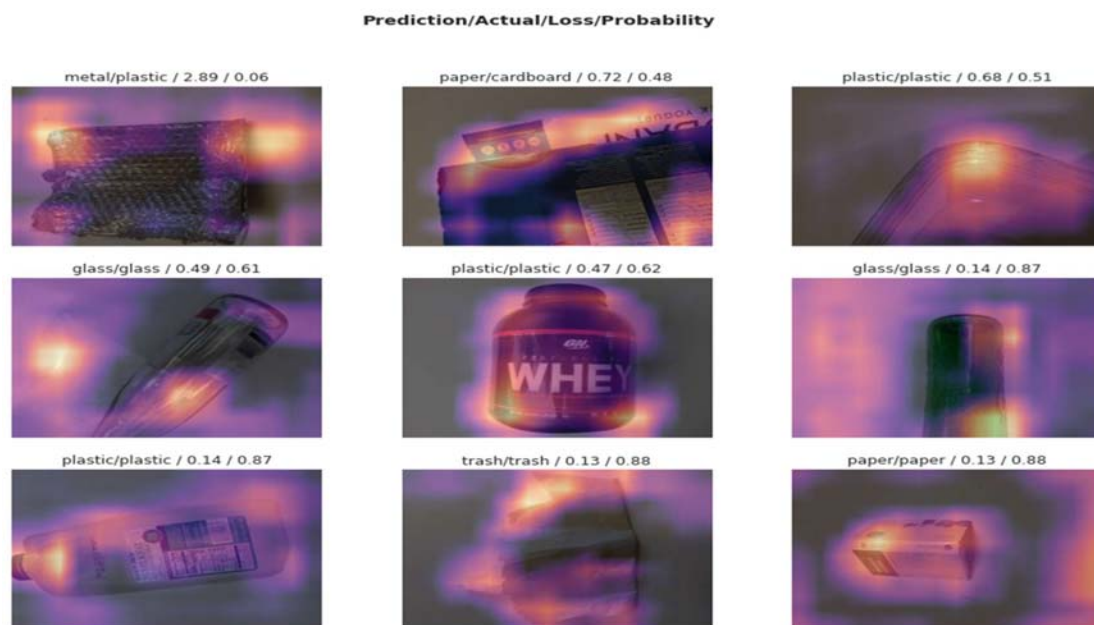 Prediction/Actual/Loss/Probability
metal/plastic / 2.89 / 0.06
paper/cardboard / 0.72 / 0.48
plastic/plastic / 0.68 / 0.51
glass/glass / 0.49 / 0.61
plastic/plastic / 0.47 / 0.62
WHEY
glass/glass / 0.14 / 0.87
plastic/plastic / 0.14 / 0.87
trash/trash / 0.13 / 0.88
paper/paper / 0.13 / 0.88